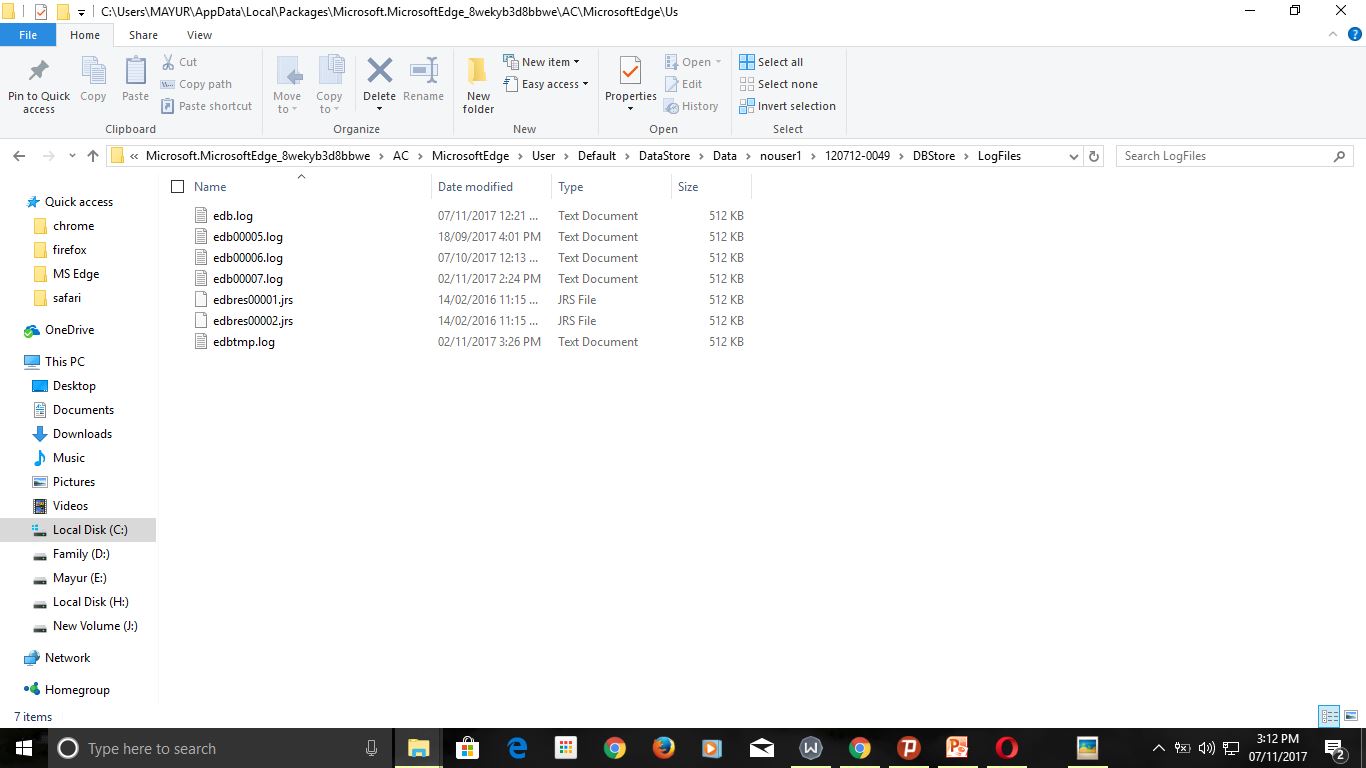 C:\Users\MAYUR\AppData\Local\Packages\Microsoft.MicrosoftEdge_8wekyb3d8bbwe\AC\MicrosoftEdge\Us
File Home Share View
Pin to Quick access
Copy
Paste
Cut
Copy path
Paste shortcut
Clipboard
Move to
Copy to
Delete
Rename
Organize
New folder
New item
Easy access
New
Properties
Open
Edit
History
Open
Select all
Select none
Invert selection
Select
« Microsoft.MicrosoftEdge_8wekyb3d8bbwe > AC > MicrosoftEdge > User > Default > DataStore > Data > nouser1 > 120712-0049 > DBStore > LogFiles
Search LogFiles
Quick access
chrome
firefox
MS Edge
safari
OneDrive
This PC
Desktop
Documents
Downloads
Music
Pictures
Videos
Local Disk (C:)
Family (D:)
Mayur (E:)
Local Disk (H:)
New Volume (J:)
Network
Homegroup
Name Date modified Type Size
edb.log 07/11/2017 12:21 ... Text Document 512 KB
edb00005.log 18/09/2017 4:01 PM Text Document 512 KB
edb00006.log 07/10/2017 12:13 ... Text Document 512 KB
edb00007.log 02/11/2017 2:24 PM Text Document 512 KB
edbres00001.jrs 14/02/2016 11:15 ... JRS File 512 KB
edbres00002.jrs 14/02/2016 11:15 ... JRS File 512 KB
edbtmp.log 02/11/2017 3:26 PM Text Document 512 KB
7 items
Type here to search
3:12 PM
07/11/2017
2